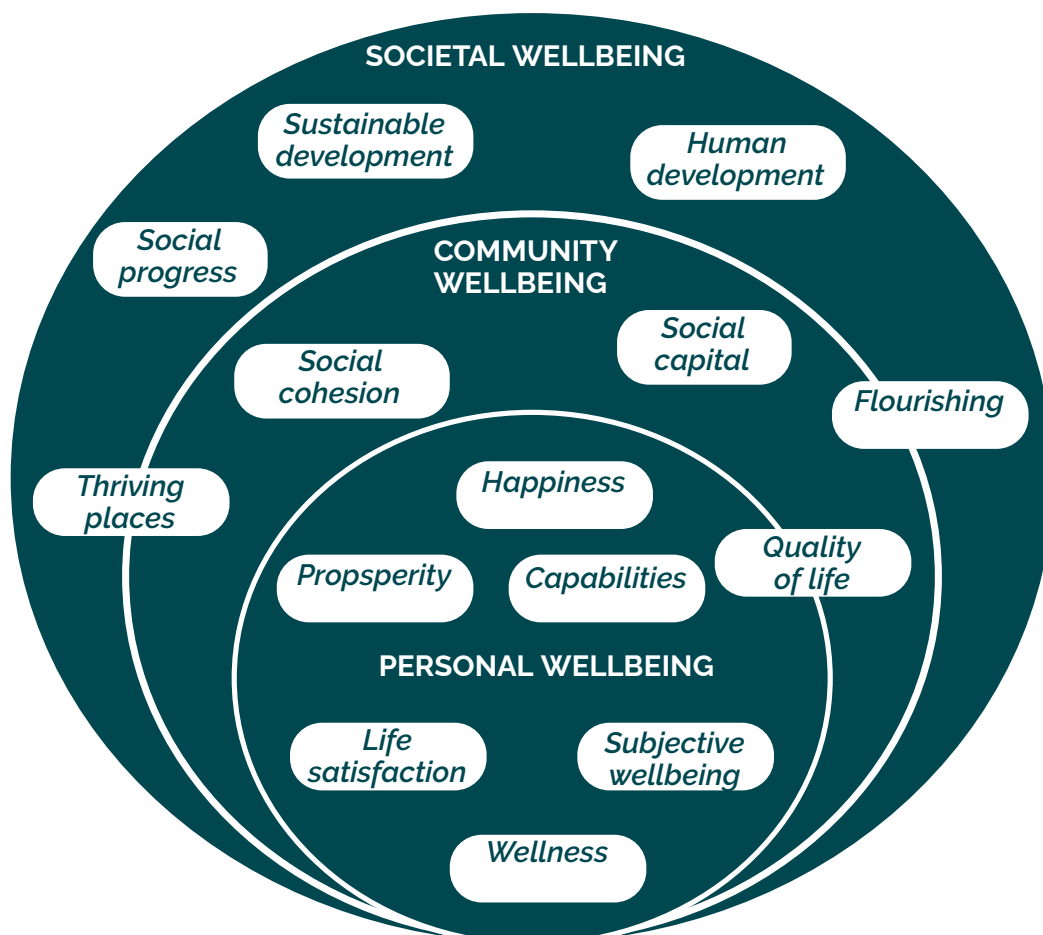 SOCIETAL WELLBEING
Sustainable
development
Human
development
Social
progress
COMMUNITY
WELLBEING
Social
capital
Social
cohesion
Flourishing
Thriving
places
Happiness
Quality
of life
Propsperity
Capabilities
PERSONAL WELLBEING
Life
satisfaction
Subjective
wellbeing
Wellness